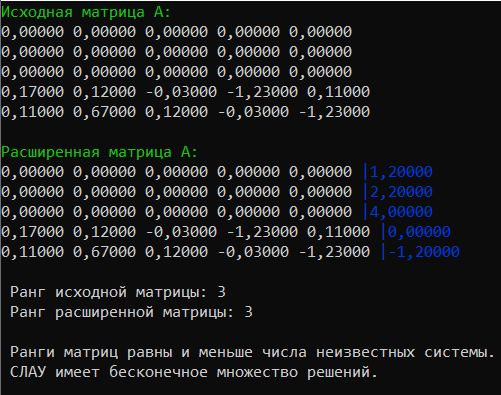 Исходная матрица А:
0,00000 0,00000 0,00000 0,00000 0,00000
0,00000 0,00000 0,00000 0,00000 0,00000
0,00000 0,00000 0,00000 0,00000 0,00000
0,17000 0,12000 -0,03000 -1,23000 0,11000
0,11000 0,67000 0,12000 -0,03000 -1,23000
Расширенная матрица А:
0,00000 0,00000 0,00000 0,00000 0,00000 |1,20000
0,00000 0,00000 0,00000 0,00000 0,00000 |2,20000
0,00000 0,00000 0,00000 0,00000 0,00000 |4,00000
0,17000 0,12000 -0,03000 -1,23000 0,11000 |0,00000
0,11000 0,67000 0,12000 -0,03000 -1,23000 |-1,20000
Ранг исходной матрицы: 3
Ранг расширенной матрицы: 3
Ранги матриц равны и меньше числа неизвестных системы.
СЛАУ имеет бесконечное множество решений.